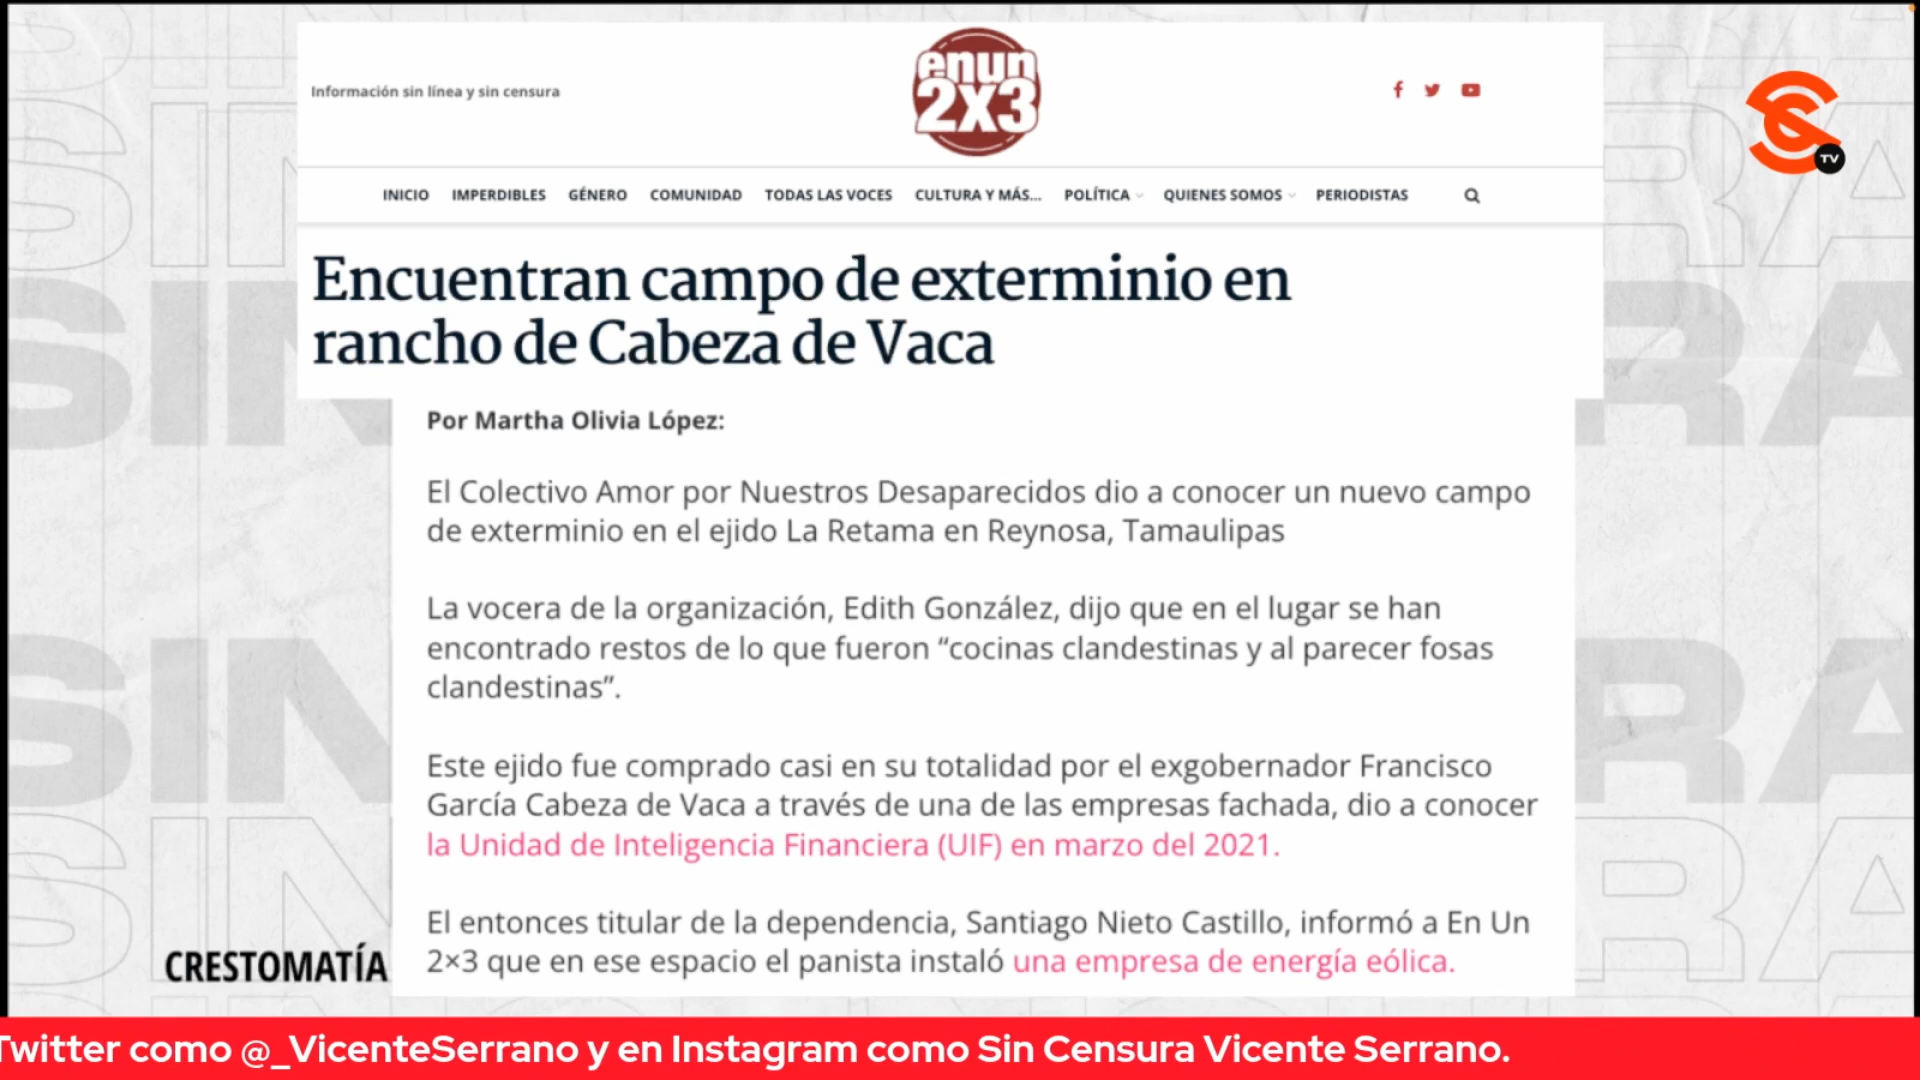 Información sin línea y sin censura
enun
2x3
TV
INICIO IMPERDIBLES GÉNERO COMUNIDAD TODAS LAS VOCES CULTURA Y MÁS... POLÍTICA QUIENES SOMOS PERIODISTAS
Encuentran campo de exterminio en
rancho de Cabeza de Vaca
Por Martha Olivia López:
El Colectivo Amor por Nuestros Desaparecidos dio a conocer un nuevo campo
de exterminio en el ejido La Retama en Reynosa, Tamaulipas
La vocera de la organización, Edith González, dijo que en el lugar se han
encontrado restos de lo que fueron “cocinas clandestinas y al parecer fosas
clandestinas”.
Este ejido fue comprado casi en su totalidad por el exgobernador Francisco
García Cabeza de Vaca a través de una de las empresas fachada, dio a conocer
la Unidad de Inteligencia Financiera (UIF) en marzo del 2021.
El entonces titular de la dependencia, Santiago Nieto Castillo, informó a En Un
2×3 que en ese espacio el panista instaló una empresa de energía eólica.
CRESTOMATÍA
Twitter como @_VicenteSerrano y en Instagram como Sin Censura Vicente Serrano.